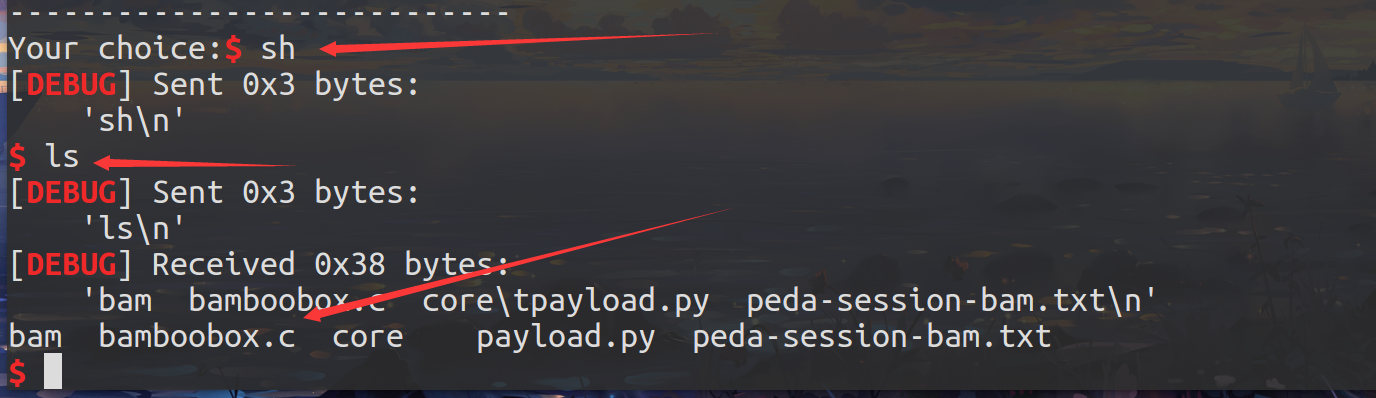 ----------------------------
Your choice:$ sh
[DEBUG] Sent 0x3 bytes:
    'sh\n'
$ ls
[DEBUG] Sent 0x3 bytes:
    'ls\n'
[DEBUG] Received 0x38 bytes:
    'bam  bamboobox.c  core\tpayload.py  peda-session-bam.txt\n'
bam  bamboobox.c  core    payload.py  peda-session-bam.txt
$